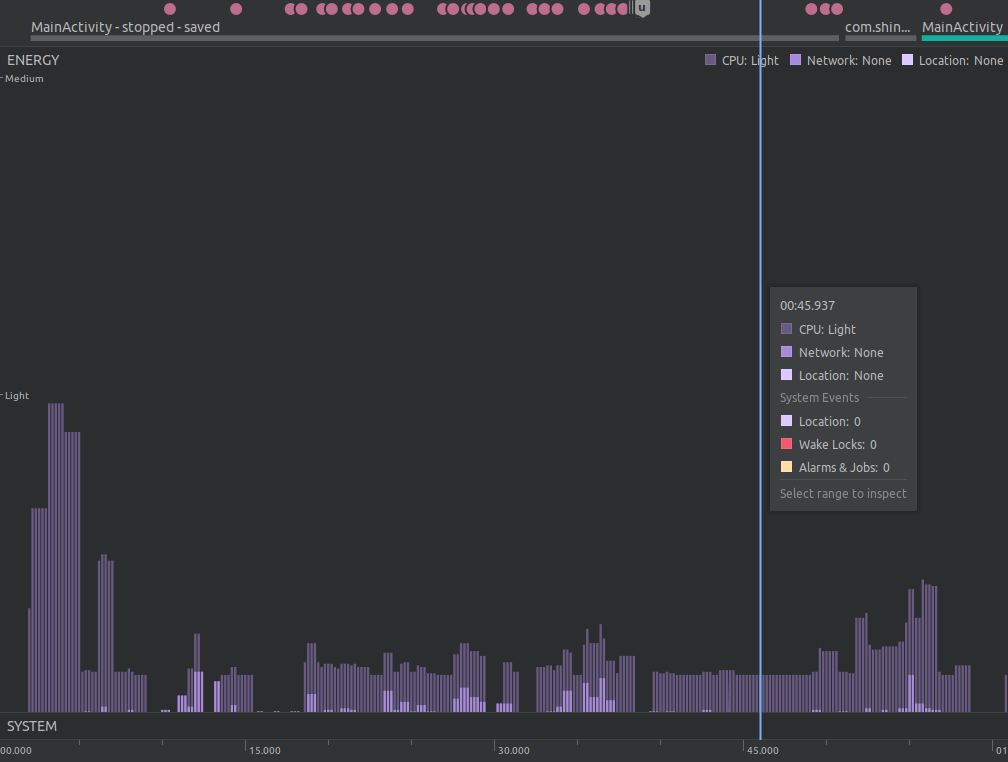 u
MainActivity - stopped - saved com.shin... MainActivity
ENERGY CPU: Light Network: None Location: None
Medium
00:45.937
CPU: Light
Network: None
Location: None
Light
System Events
Location: 0
Wake Locks: 0
Alarms & Jobs: 0
Select range to inspect
SYSTEM
00.000 15.000 30.000 45.000 01